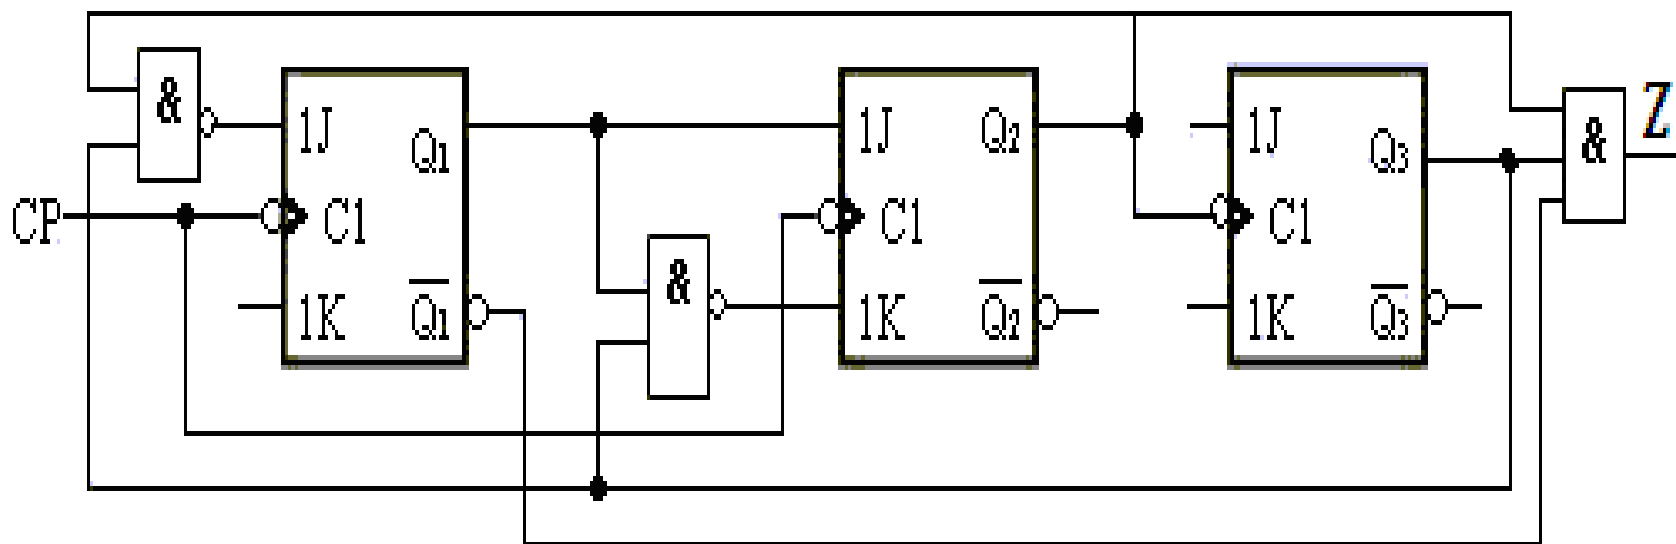 & 1J Q₁ 1J Q₂ 1J Q₃ & Z
CP C1 & C1 C1
1K Q̅₁ 1K Q̅₂ 1K Q̅₃